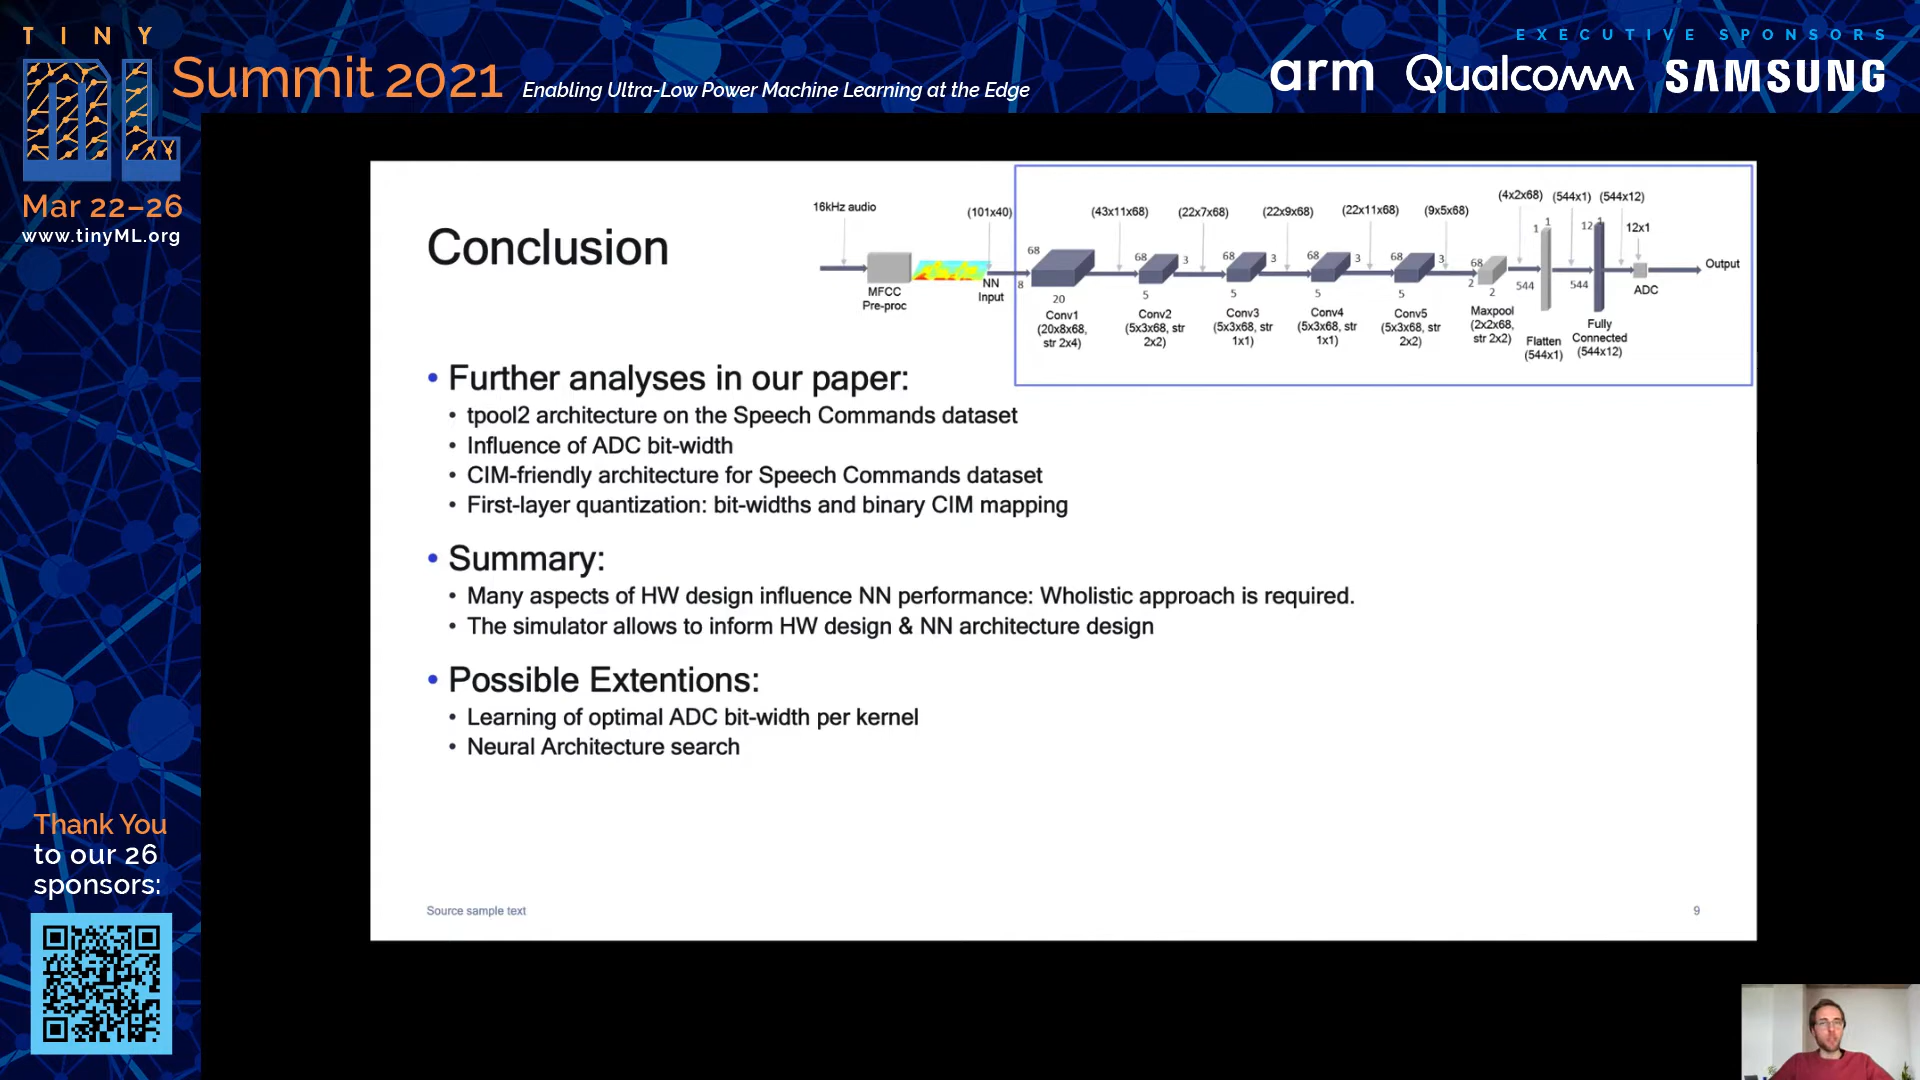 TINY
ML
Summit 2021
Enabling Ultra-Low Power Machine Learning at the Edge
EXECUTIVE SPONSORS
arm
Qualcomm
SAMSUNG
Mar 22–26
www.tinyML.org
Conclusion
16kHz audio
(101x40)
(43x11x68)
(22x7x68)
(22x9x68)
(22x11x68)
(9x5x68)
(4x2x68)
(544x1)
(544x12)
12x1
68
68
3
68
3
68
3
68
3
68
1
1
12
1
8
20
5
5
5
5
2
2
544
544
MFCC
Pre-proc
NN
Input
Conv1
(20x8x68,
str 2x4)
Conv2
(5x3x68, str
2x2)
Conv3
(5x3x68, str
1x1)
Conv4
(5x3x68, str
1x1)
Conv5
(5x3x68, str
2x2)
Maxpool
(2x2x68,
str 2x2)
Flatten
(544x1)
Fully
Connected
(544x12)
ADC
Output
• Further analyses in our paper:
• tpool2 architecture on the Speech Commands dataset
• Influence of ADC bit-width
• CIM-friendly architecture for Speech Commands dataset
• First-layer quantization: bit-widths and binary CIM mapping
• Summary:
• Many aspects of HW design influence NN performance: Wholistic approach is required.
• The simulator allows to inform HW design & NN architecture design
• Possible Extentions:
• Learning of optimal ADC bit-width per kernel
• Neural Architecture search
Source sample text
9
Thank You
to our 26
sponsors: